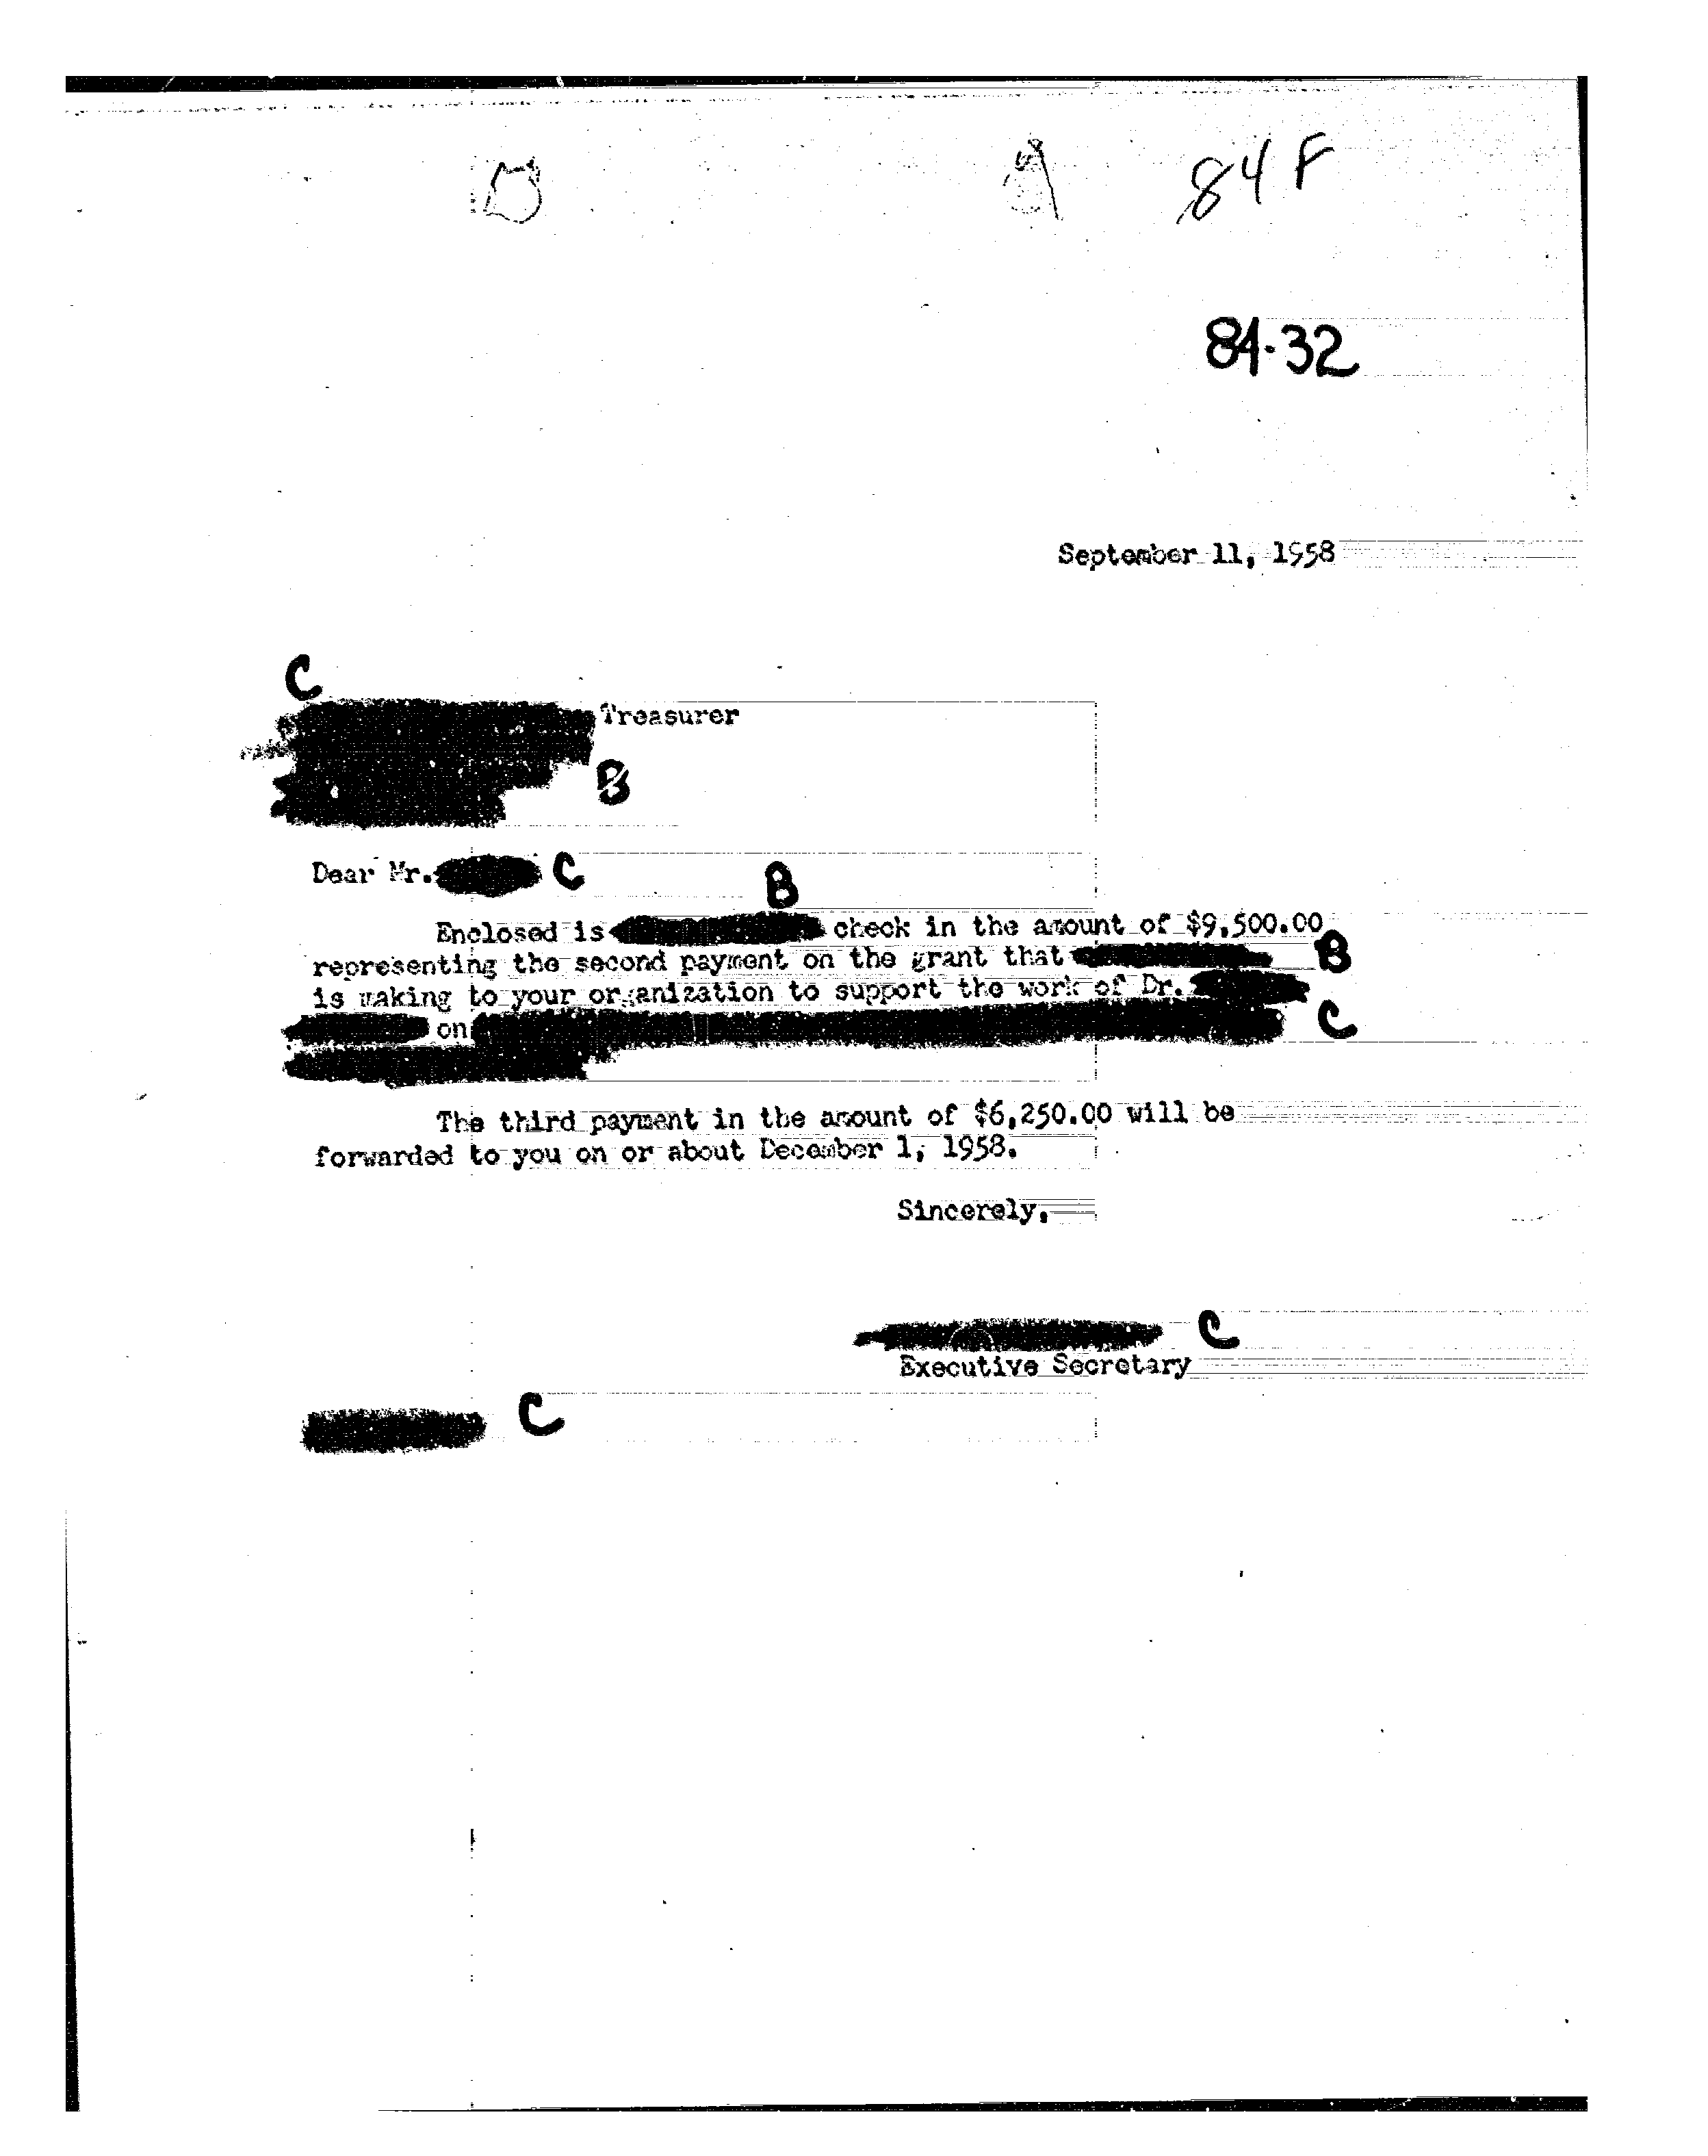 84 F
84-32
September 11, 1958
C
Treasurer
B
Dear Mr. C
B
Enclosed is check in the amount of $9,500.00
representing the second payment on the grant that B
is making to your organization to support the work of Dr.
on C
The third payment in the amount of $6,250.00 will be
forwarded to you on or about December 1, 1958.
Sincerely,
C
Executive Secretary
C